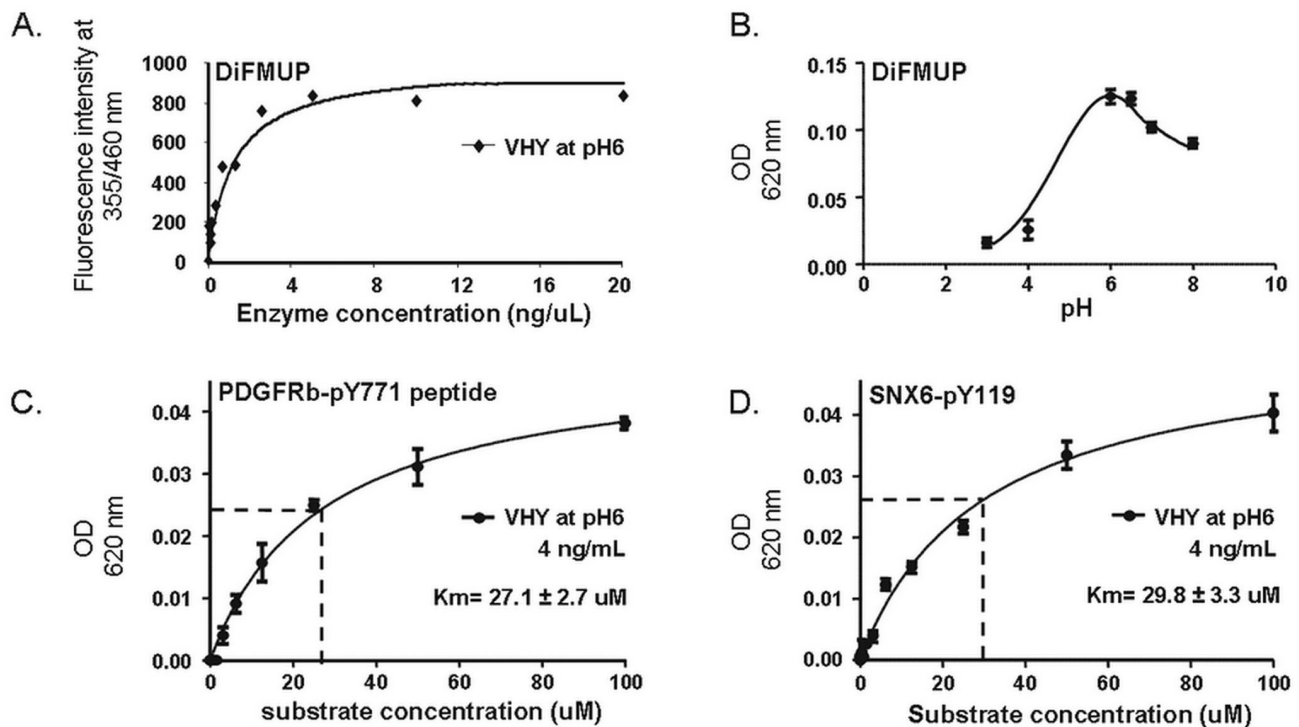 A.
Fluorescence intensity at
355/460 nm
DiFMUP
1000
800
600
400
200
0
VHY at pH6
0 4 8 12 16 20
Enzyme concentration (ng/uL)
B.
OD
620 nm
DiFMUP
0.15
0.10
0.05
0.00
0 2 4 6 8 10
pH
C.
OD
620 nm
PDGFRb-pY771 peptide
0.04
0.03
0.02
0.01
0.00
VHY at pH6
4 ng/mL
Km= 27.1 ± 2.7 uM
0 20 40 60 80 100
substrate concentration (uM)
D.
OD
620 nm
SNX6-pY119
0.04
0.03
0.02
0.01
0.00
VHY at pH6
4 ng/mL
Km= 29.8 ± 3.3 uM
0 20 40 60 80 100
Substrate concentration (uM)